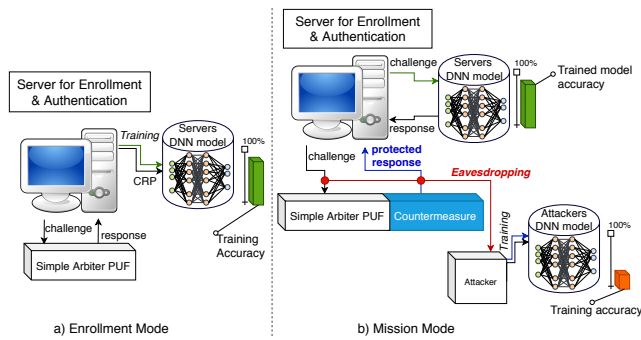 Server for Enrollment
& Authentication
Training
CRP
Servers
DNN model
100%
challenge
response
Simple Arbiter PUF
Training
Accuracy
a) Enrollment Mode
Server for Enrollment
& Authentication
challenge
response
Servers
DNN model
100%
Trained model
accuracy
challenge
protected
response
Eavesdropping
Simple Arbiter PUF
Countermeasure
Attacker
Training
Attackers
DNN model
100%
Training accuracy
b) Mission Mode